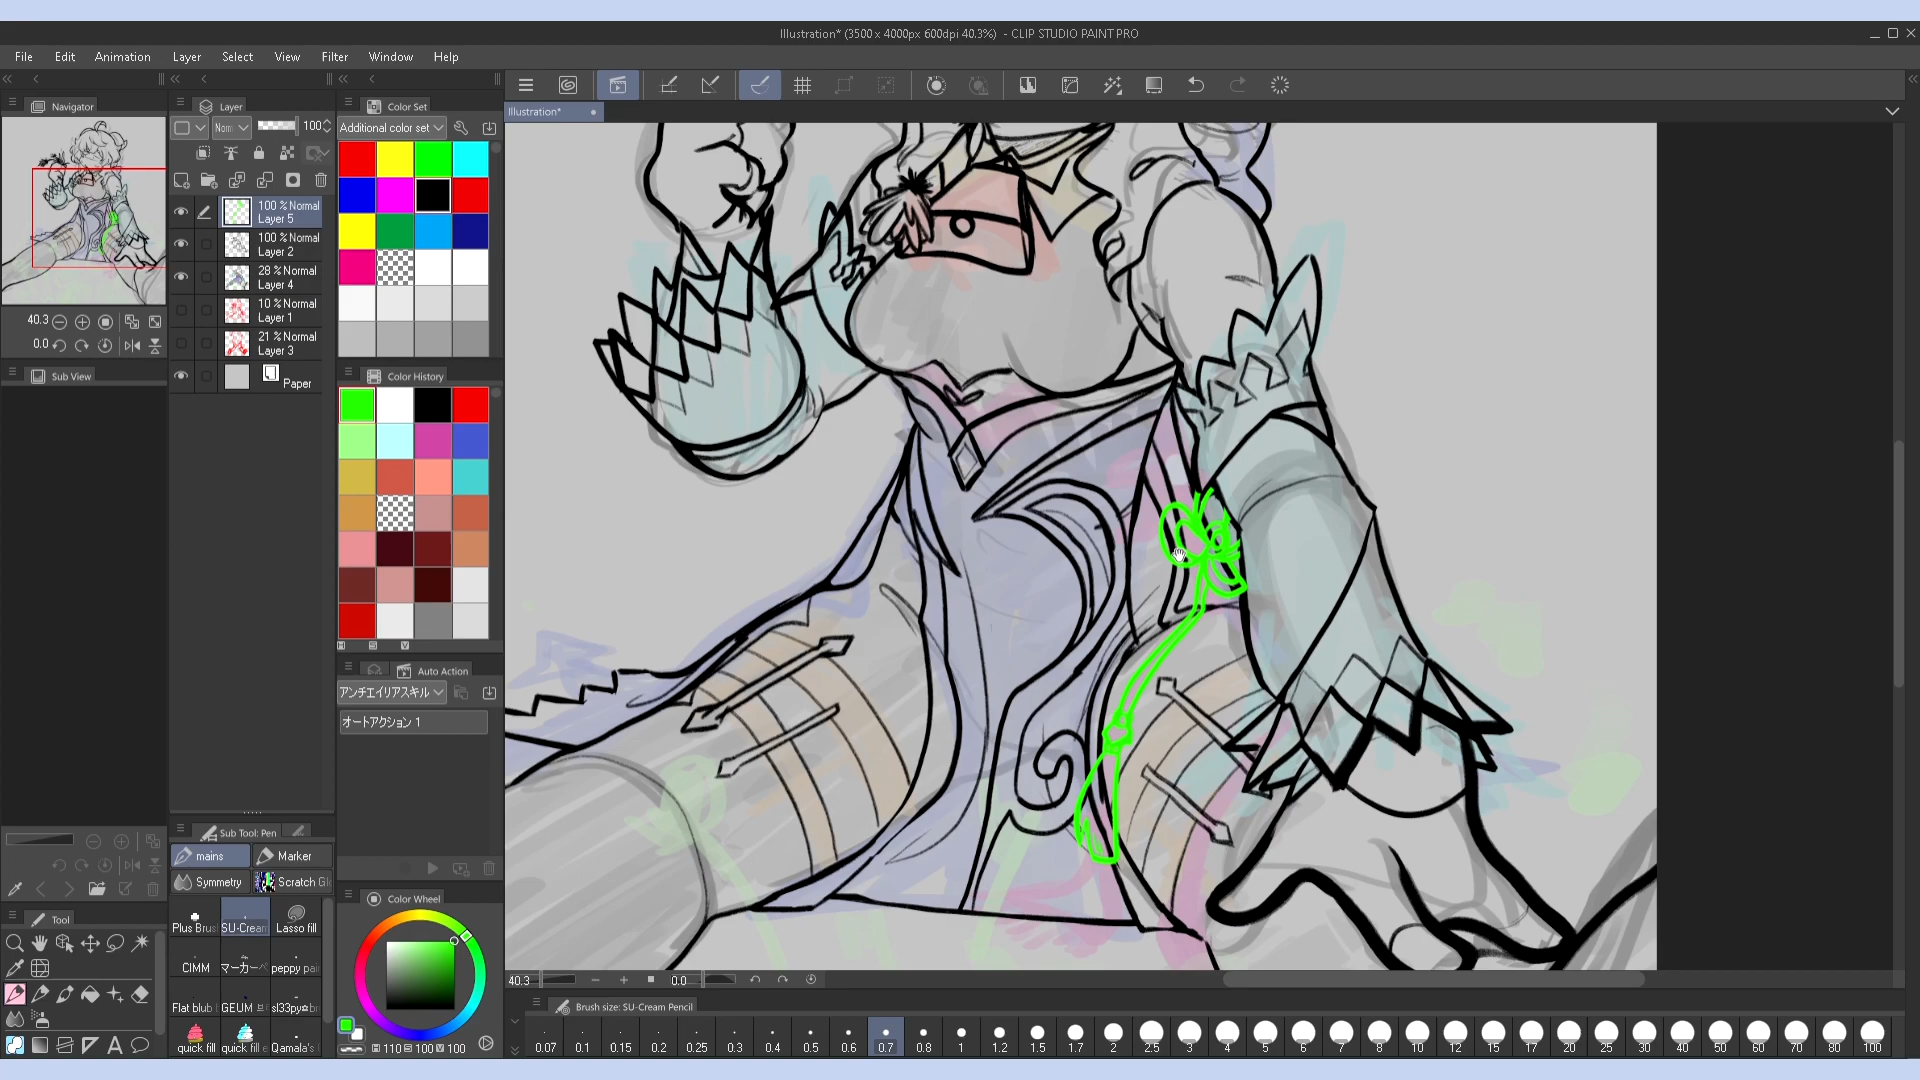 Illustration* (3500 x 4000px 600dpi 40.3%) - CLIP STUDIO PAINT PRO
File Edit Animation Layer Select View Filter Window Help
Navigator
Layer
Color Set
Illustration*
Additional color set
100
100 % Normal
Layer 5
100 % Normal
Layer 2
28 % Normal
Layer 4
10 % Normal
Layer 1
21 % Normal
Layer 3
Paper
40.3
0.0
Sub View
Color History
Auto Action
アンチエイリアスキル
オートアクション 1
Sub Tool: Pen
mains
Marker
Symmetry
Plus Brus
SU-Crean
Lasso fill
CIMM
peppy pai
Flat blub
quick fill
quick fill e
Qamala's
Tool
Color Wheel
H 110 S 100 V 100
40.3
0.0
Brush size: SU-Cream Pencil
0.07 0.1 0.15 0.2 0.25 0.3 0.4 0.5 0.6 0.7 0.8 1 1.2 1.5 1.7 2 2.5 3 4 5 6 7 8 10 12 15 17 20 25 30 40 50 60 70 80 100